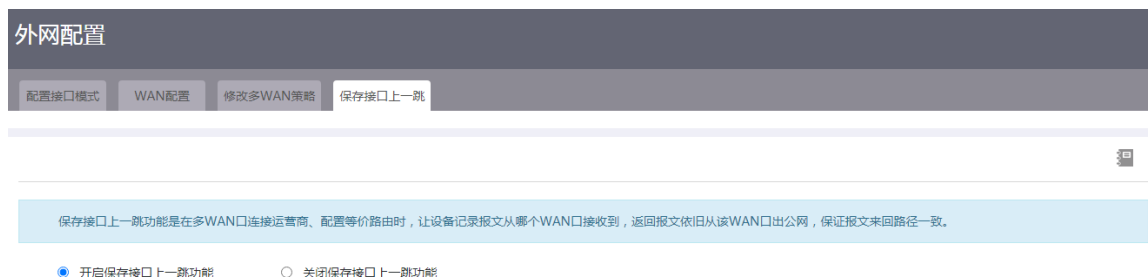 外网配置
配置接口模式 WAN配置 修改多WAN策略 保存接口上一跳
保存接口上一跳功能是在多WAN口连接运营商、配置等价路由时，让设备记录报文从哪个WAN口接收到，返回报文依旧从该WAN口出公网，保证报文来回路径一致。
开启保存接口上一跳功能 关闭保存接口上一跳功能